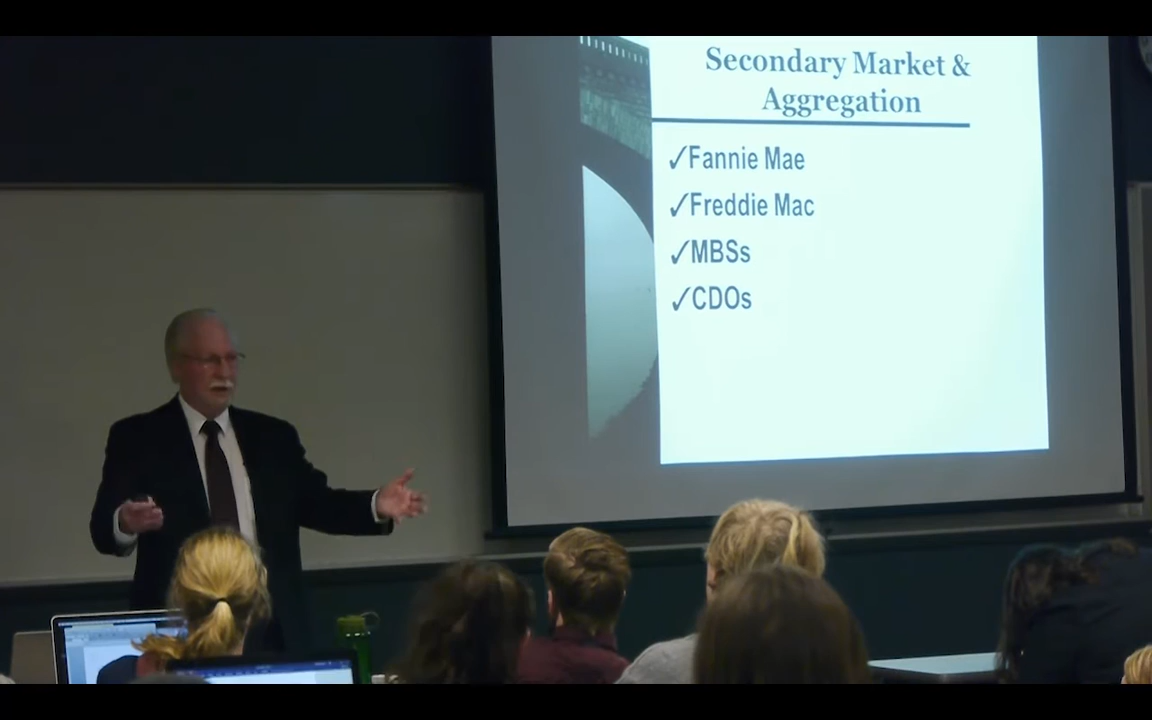 Secondary Market &
Aggregation
✓Fannie Mae
✓Freddie Mac
✓MBSs
✓CDOs